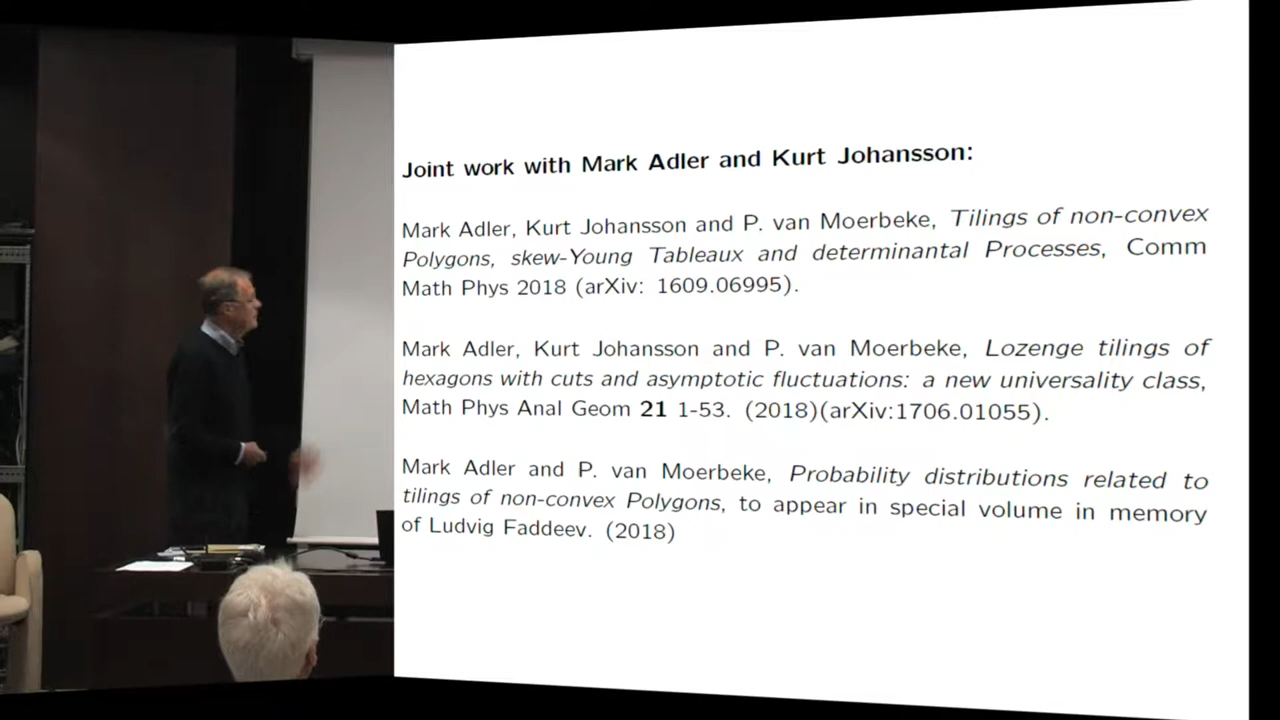 Joint work with Mark Adler and Kurt Johansson:
Mark Adler, Kurt Johansson and P. van Moerbeke, Tilings of non-convex
Polygons, skew-Young Tableaux and determinantal Processes, Comm
Math Phys 2018 (arXiv: 1609.06995).
Mark Adler, Kurt Johansson and P. van Moerbeke, Lozenge tilings of
hexagons with cuts and asymptotic fluctuations: a new universality class,
Math Phys Anal Geom 21 1-53. (2018)(arXiv:1706.01055).
Mark Adler and P. van Moerbeke, Probability distributions related to
tilings of non-convex Polygons, to appear in special volume in memory
of Ludvig Faddeev. (2018)